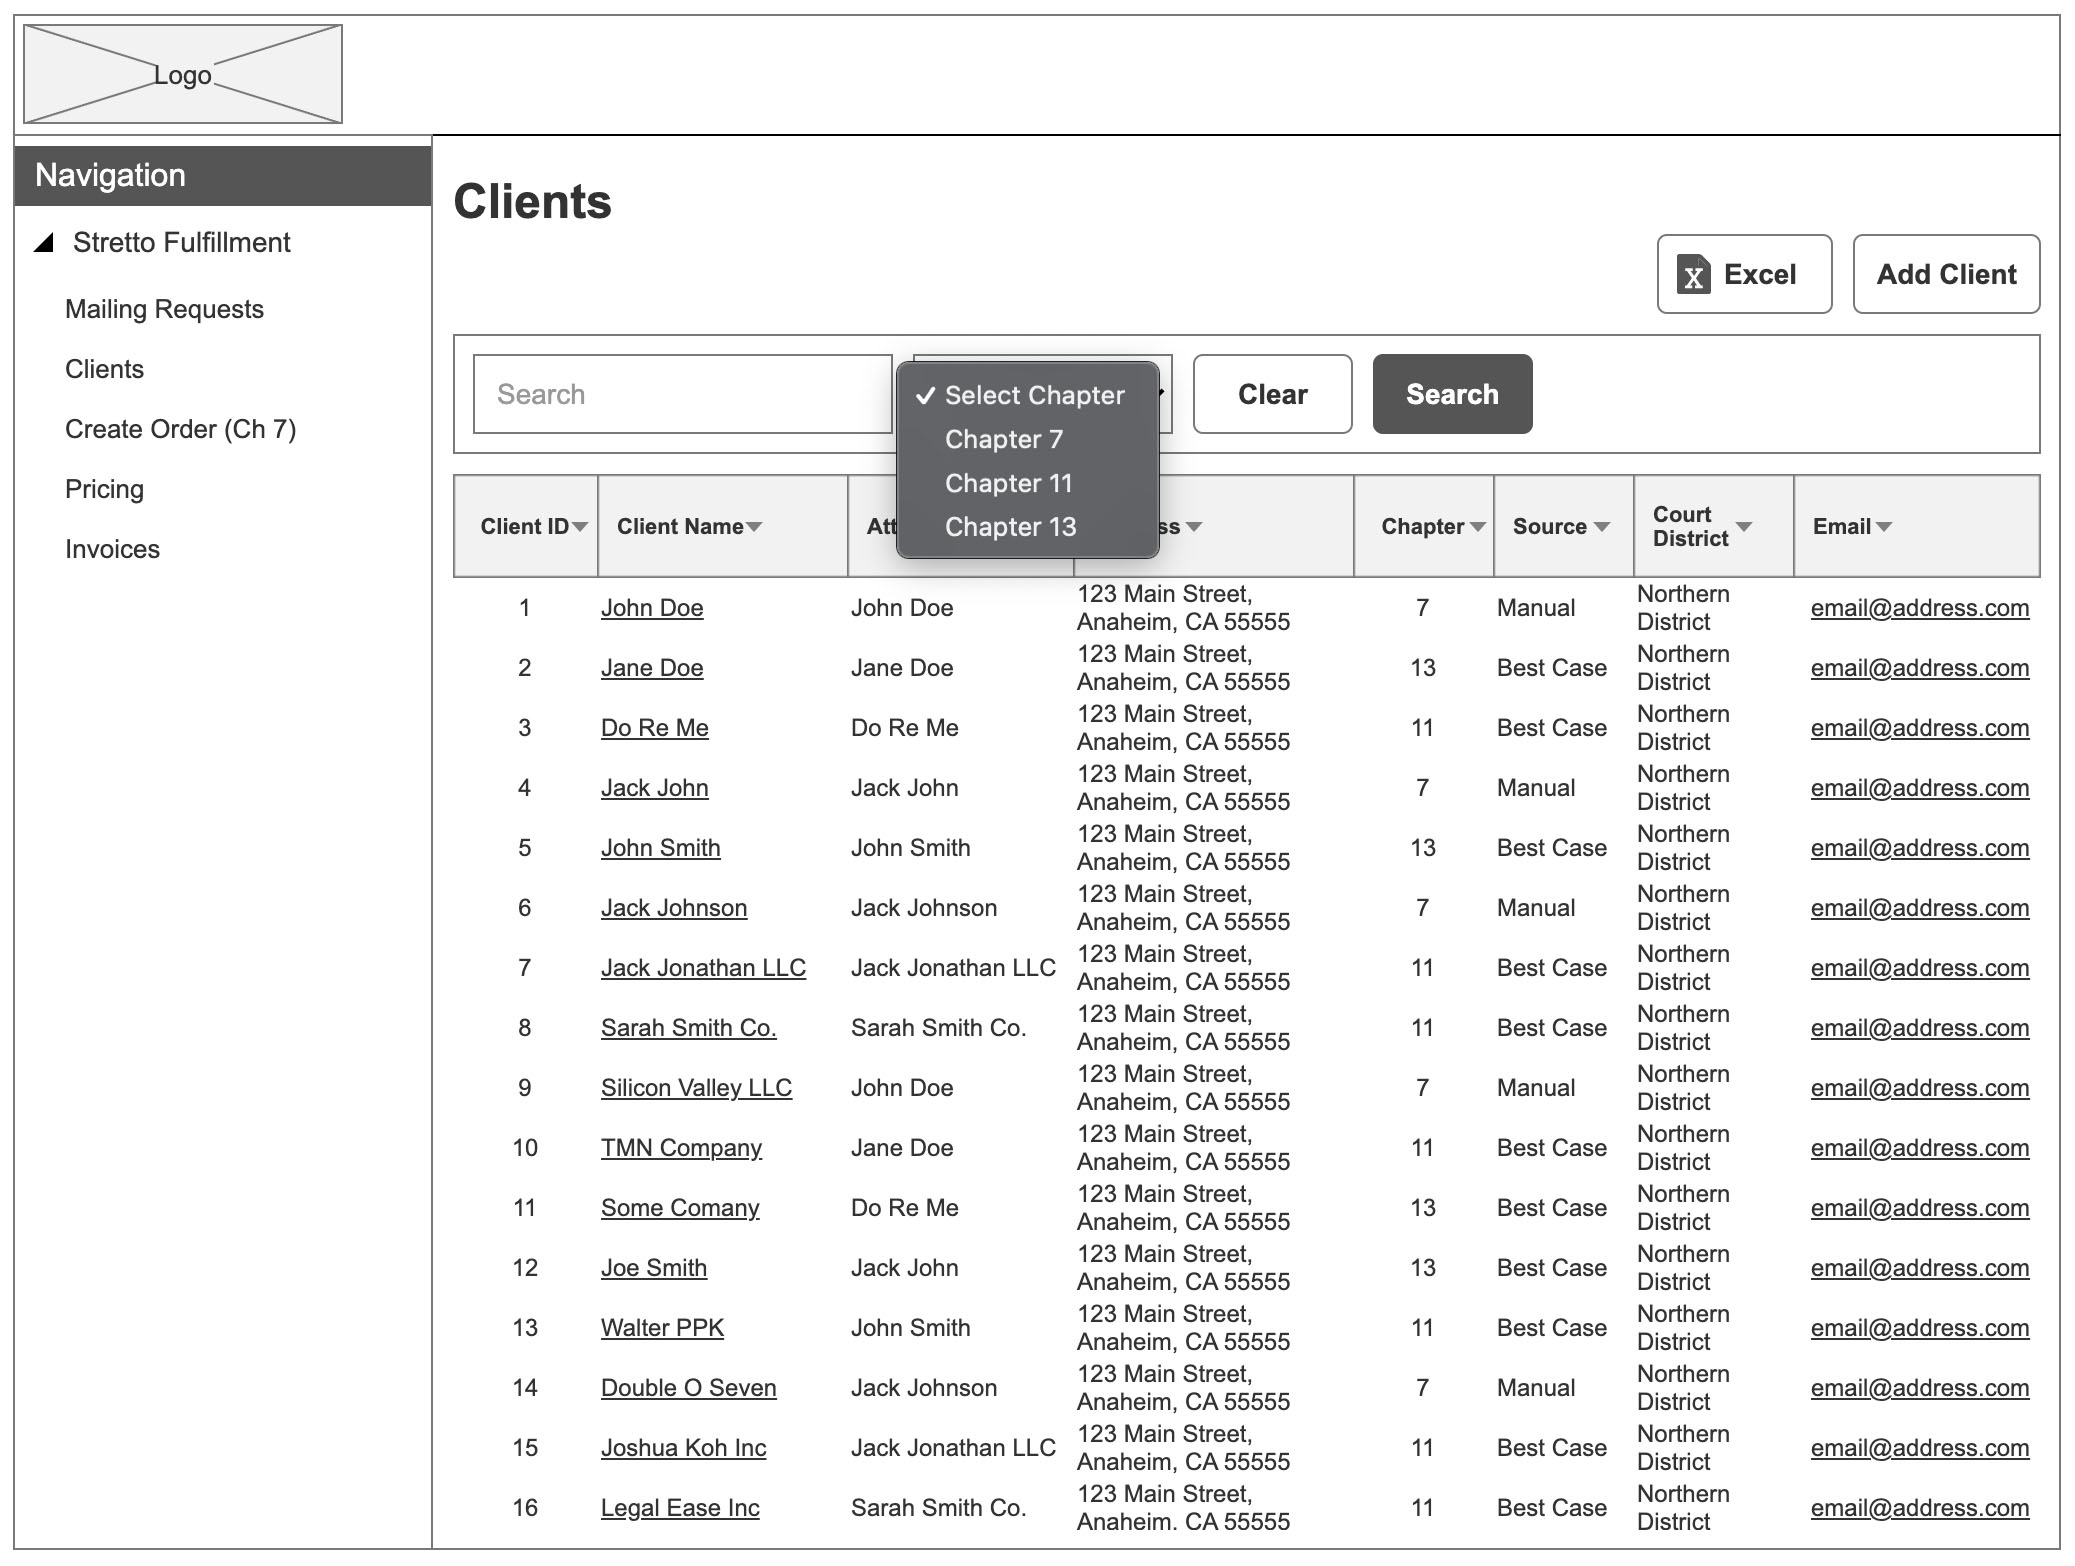 Logo
Navigation
Stretto Fulfillment
Mailing Requests
Clients
Create Order (Ch 7)
Pricing
Invoices
Clients
Excel
Add Client
Search
✓ Select Chapter
Chapter 7
Chapter 11
Chapter 13
Clear
Search
Client ID Client Name Chapter Source Court District Email
1 John Doe John Doe 123 Main Street, Anaheim, CA 55555 7 Manual Northern District email@address.com
2 Jane Doe Jane Doe 123 Main Street, Anaheim, CA 55555 13 Best Case Northern District email@address.com
3 Do Re Me Do Re Me 123 Main Street, Anaheim, CA 55555 11 Best Case Northern District email@address.com
4 Jack John Jack John 123 Main Street, Anaheim, CA 55555 7 Manual Northern District email@address.com
5 John Smith John Smith 123 Main Street, Anaheim, CA 55555 13 Best Case Northern District email@address.com
6 Jack Johnson Jack Johnson 123 Main Street, Anaheim, CA 55555 7 Manual Northern District email@address.com
7 Jack Jonathan LLC Jack Jonathan LLC 123 Main Street, Anaheim, CA 55555 11 Best Case Northern District email@address.com
8 Sarah Smith Co. Sarah Smith Co. 123 Main Street, Anaheim, CA 55555 11 Best Case Northern District email@address.com
9 Silicon Valley LLC John Doe 123 Main Street, Anaheim, CA 55555 7 Manual Northern District email@address.com
10 TMN Company Jane Doe 123 Main Street, Anaheim, CA 55555 11 Best Case Northern District email@address.com
11 Some Comany Do Re Me 123 Main Street, Anaheim, CA 55555 13 Best Case Northern District email@address.com
12 Joe Smith Jack John 123 Main Street, Anaheim, CA 55555 13 Best Case Northern District email@address.com
13 Walter PPK John Smith 123 Main Street, Anaheim, CA 55555 11 Best Case Northern District email@address.com
14 Double O Seven Jack Johnson 123 Main Street, Anaheim, CA 55555 7 Manual Northern District email@address.com
15 Joshua Koh Inc Jack Jonathan LLC 123 Main Street, Anaheim, CA 55555 11 Best Case Northern District email@address.com
16 Legal Ease Inc Sarah Smith Co. 123 Main Street, Anaheim, CA 55555 11 Best Case Northern District email@address.com